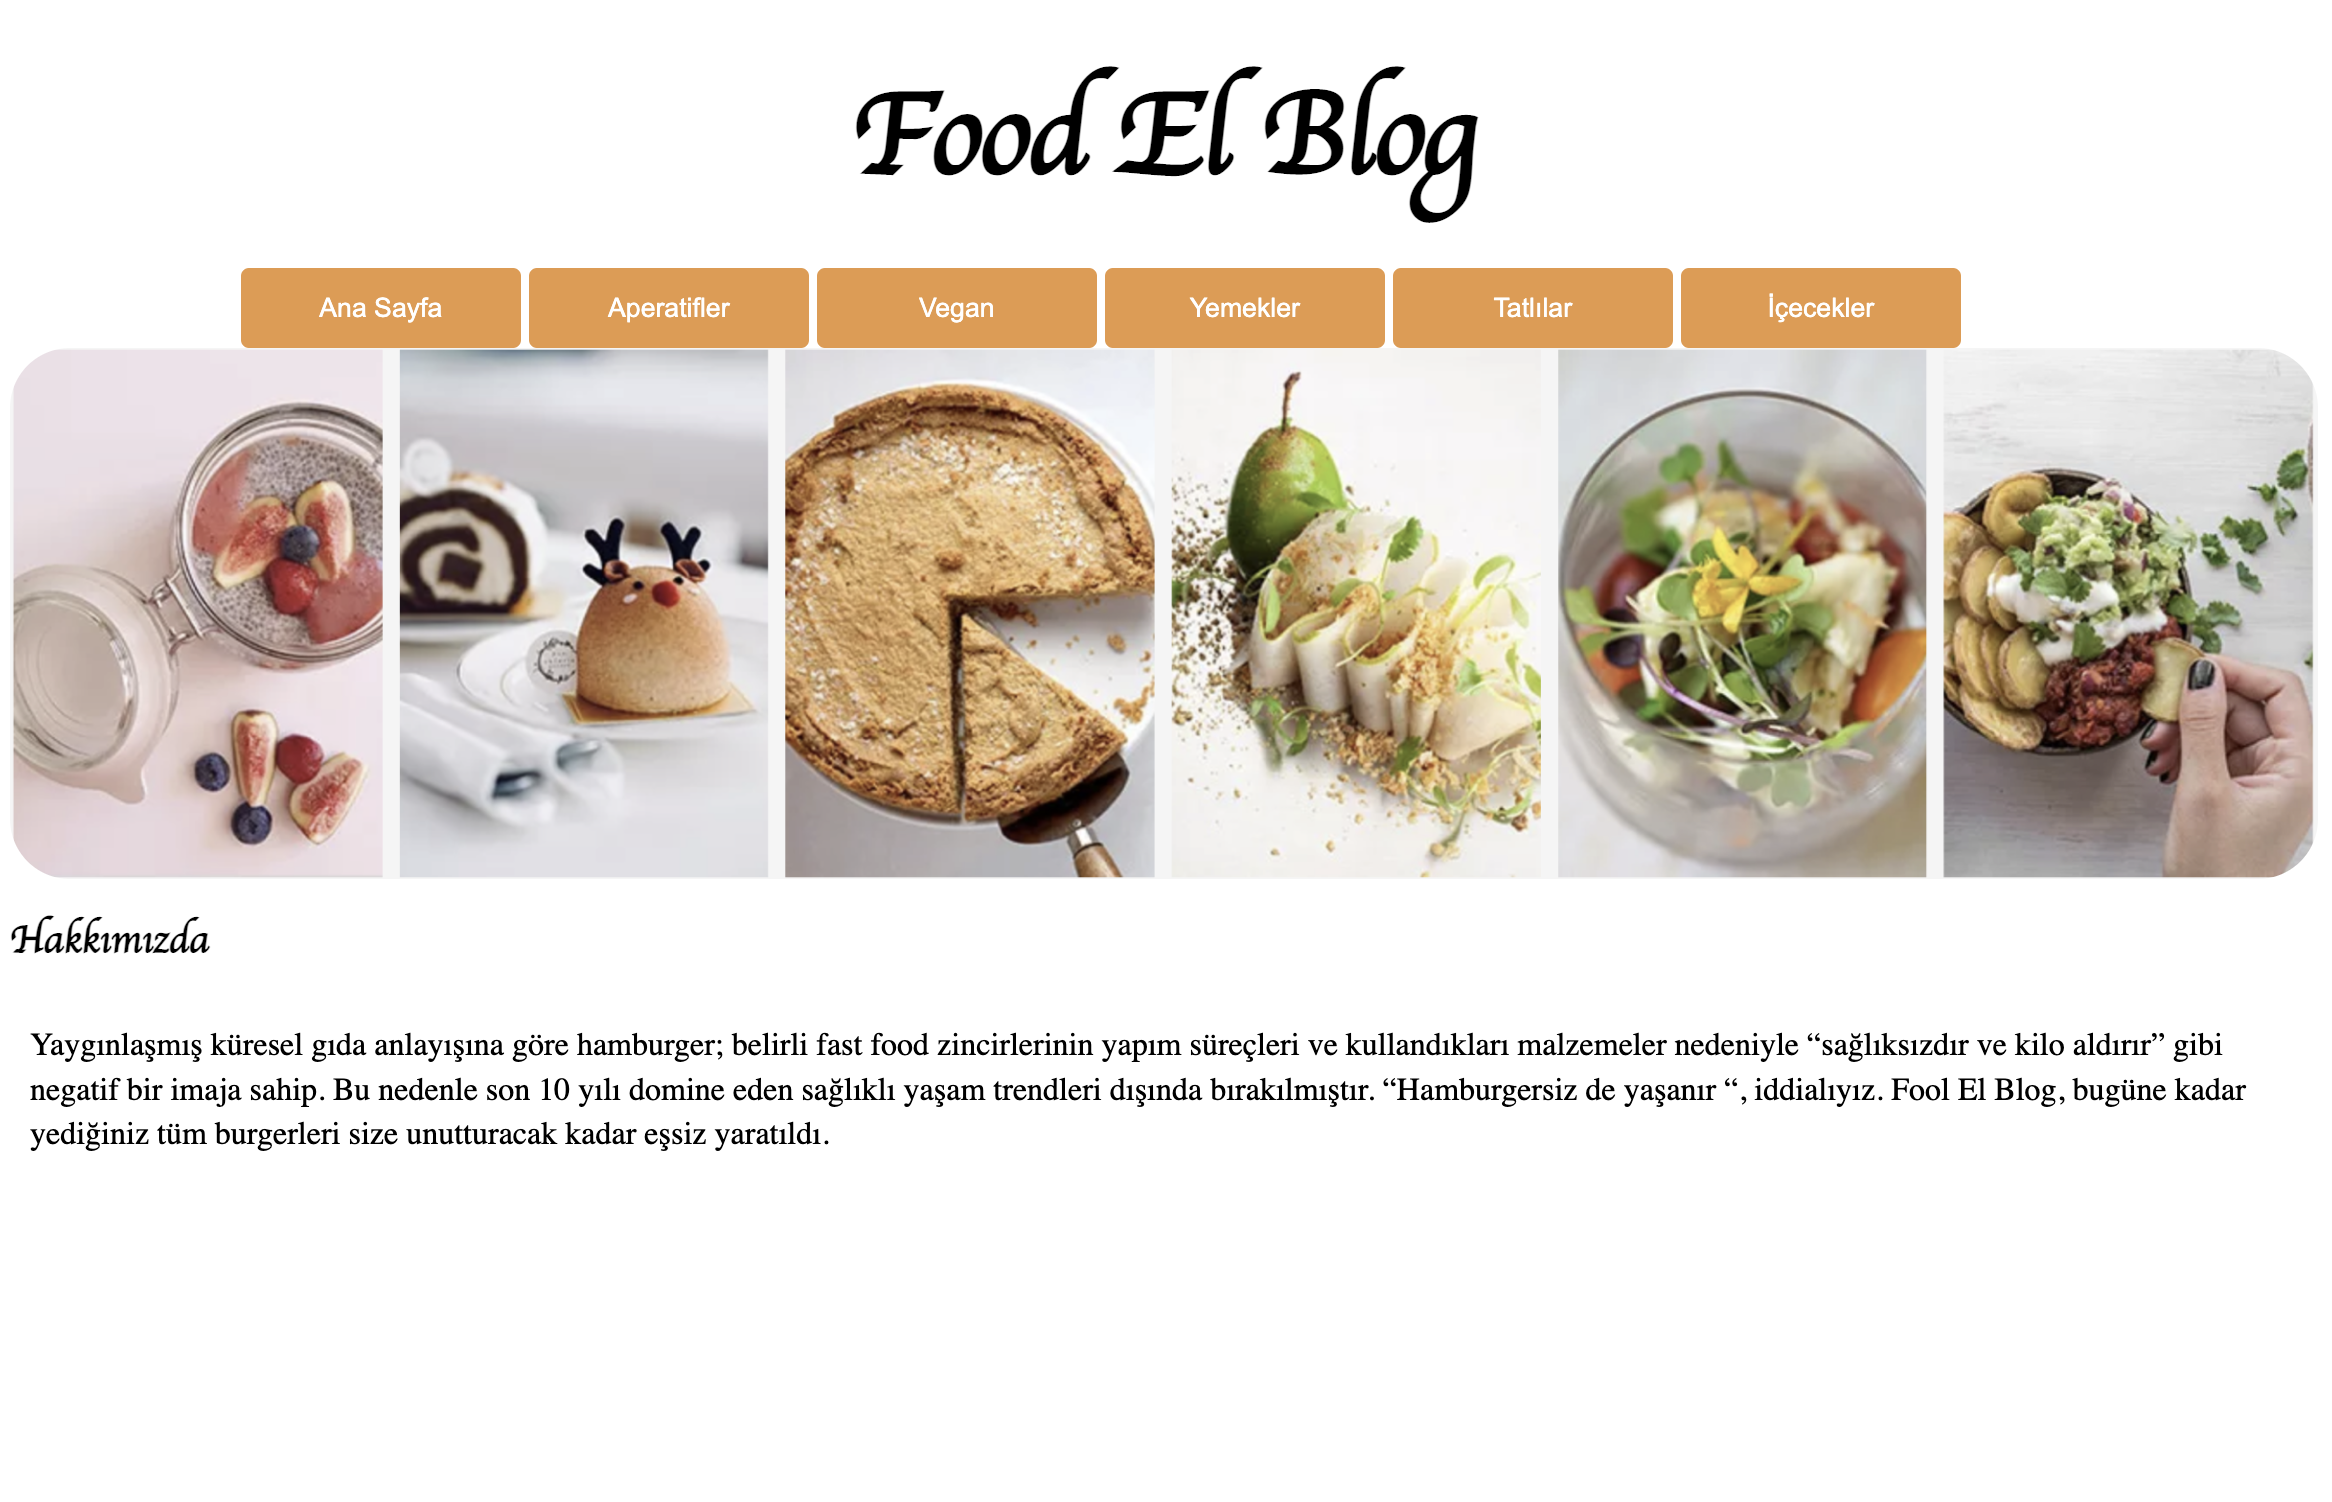 Food El Blog
Ana Sayfa
Aperatifler
Vegan
Yemekler
Tatlılar
İçecekler
Hakkımızda
Yaygınlaşmış küresel gıda anlayışına göre hamburger; belirli fast food zincirlerinin yapım süreçleri ve kullandıkları malzemeler nedeniyle “sağlıksızdır ve kilo aldırır” gibi
negatif bir imaja sahip. Bu nedenle son 10 yılı domine eden sağlıklı yaşam trendleri dışında bırakılmıştır. “Hamburgersiz de yaşanır “, iddialıyız. Fool El Blog, bugüne kadar
yediğiniz tüm burgerleri size unutturacak kadar eşsiz yaratıldı.